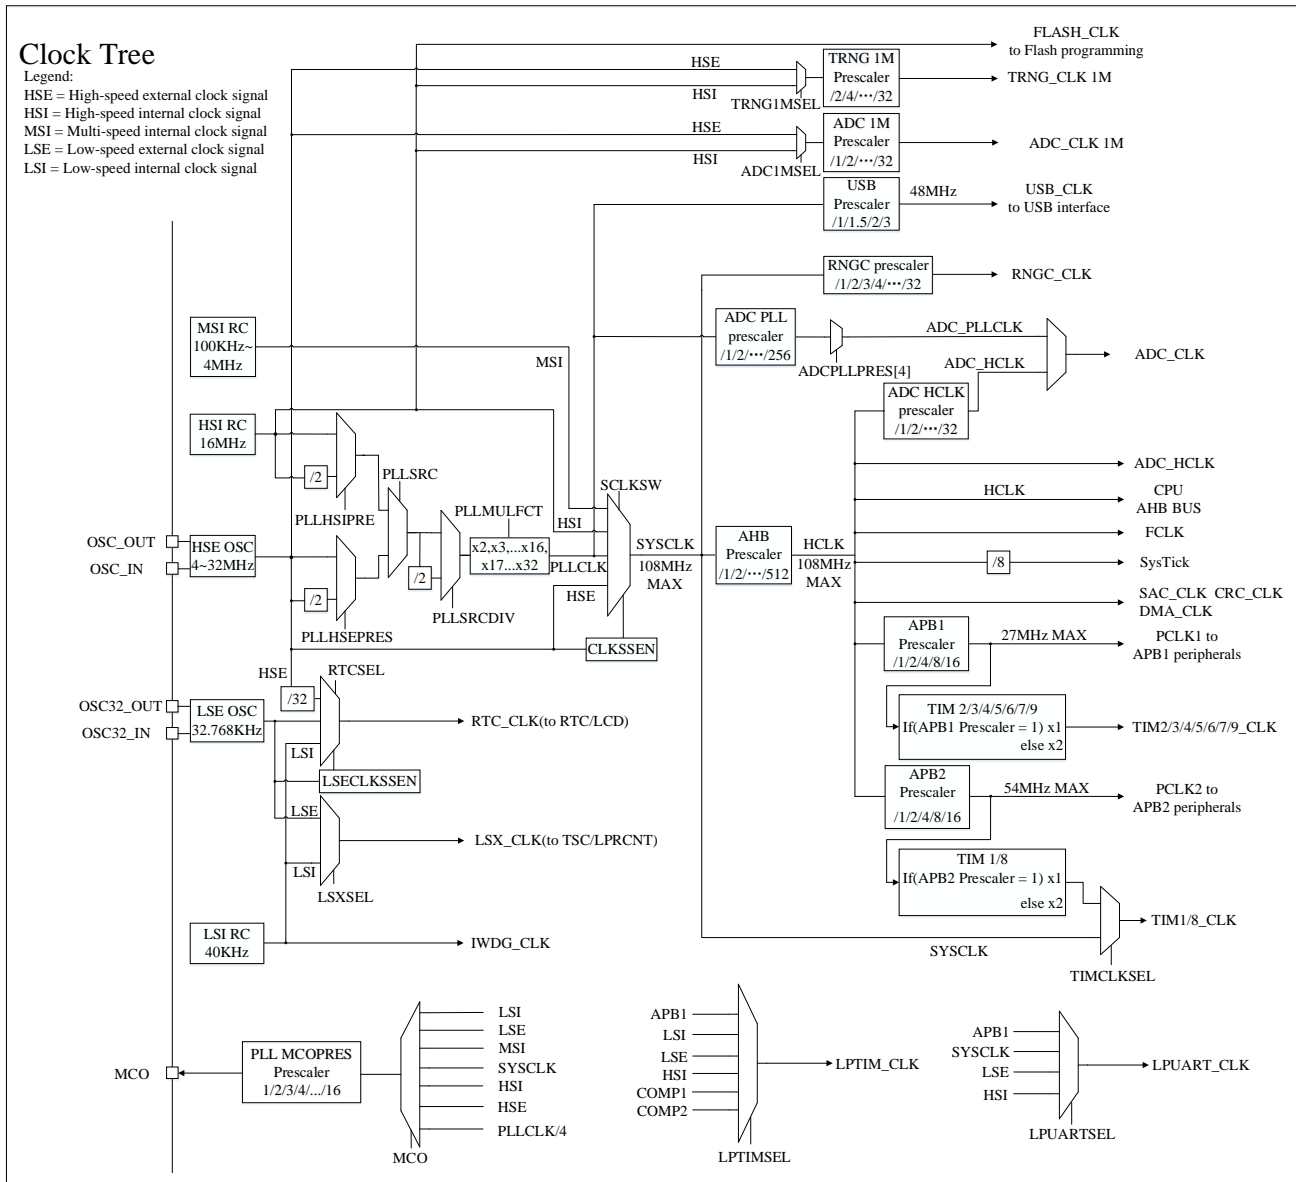 Clock Tree
Legend:
HSE = High-speed external clock signal
HSI = High-speed internal clock signal
MSI = Multi-speed internal clock signal
LSE = Low-speed external clock signal
LSI = Low-speed internal clock signal
FLASH_CLK
to Flash programming
HSE
HSI
TRNG1MSEL
TRNG 1M
Prescaler
/2/4/···/32
TRNG_CLK 1M
HSE
HSI
ADC1MSEL
ADC 1M
Prescaler
/1/2/···/32
ADC_CLK 1M
USB
Prescaler
/1/1.5/2/3
48MHz
USB_CLK
to USB interface
RNGC prescaler
/1/2/3/4/···/32
RNGC_CLK
MSI RC
100KHz~
4MHz
MSI
ADC PLL
prescaler
/1/2/···/256
ADCPLLPRES[4]
ADC_PLLCLK
ADC_HCLK
ADC_CLK
ADC HCLK
prescaler
/1/2/···/32
HSI RC
16MHz
/2
PLLHSIPRE
PLLSRC
PLLMULFCT
SCLKSW
HSI
ADC_HCLK
HCLK
CPU
AHB BUS
FCLK
OSC_OUT
OSC_IN
HSE OSC
4~32MHz
/2
PLLHSEPRES
/2
PLLSRCDIV
x2,x3,...x16,
x17...x32
PLLCLK
HSE
CLKSSEN
SYSCLK
108MHz
MAX
AHB
Prescaler
/1/2/···/512
HCLK
108MHz
MAX
/8
SysTick
SAC_CLK CRC_CLK
DMA_CLK
APB1
Prescaler
/1/2/4/8/16
27MHz MAX
PCLK1 to
APB1 peripherals
HSE
/32
RTCSEL
OSC32_OUT
OSC32_IN
LSE OSC
32.768KHz
LSI
RTC_CLK(to RTC/LCD)
LSECLKSSEN
TIM 2/3/4/5/6/7/9
If(APB1 Prescaler = 1) x1
else x2
TIM2/3/4/5/6/7/9_CLK
APB2
Prescaler
/1/2/4/8/16
54MHz MAX
PCLK2 to
APB2 peripherals
LSE
LSI
LSXSEL
LSX_CLK(to TSC/LPRCNT)
TIM 1/8
If(APB2 Prescaler = 1) x1
else x2
TIM1/8_CLK
SYSCLK
TIMCLKSEL
LSI RC
40KHz
IWDG_CLK
MCO
PLL MCOPRES
Prescaler
1/2/3/4/.../16
LSI
LSE
MSI
SYSCLK
HSI
HSE
PLLCLK/4
MCO
APB1
LSI
LSE
HSI
COMP1
COMP2
LPTIM_CLK
LPTIMSEL
APB1
SYSCLK
LSE
HSI
LPUART_CLK
LPUARTSEL